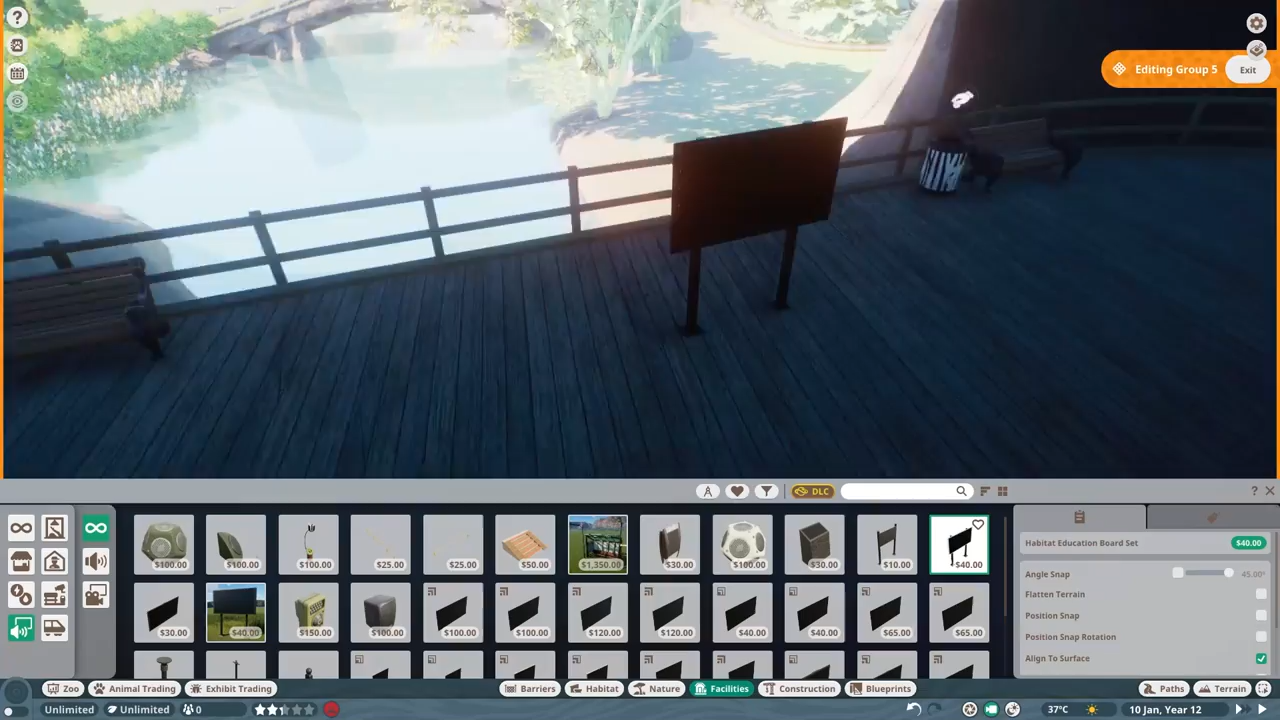 ?
Editing Group 5
Exit
DLC
?
$100.00 $100.00 $100.00 $25.00 $25.00 $50.00 $1,350.00 $30.00 $100.00 $30.00 $10.00 $40.00
Habitat Education Board Set $40.00
Angle Snap 45.00°
Flatten Terrain
$30.00 $40.00 $150.00 $100.00 $100.00 $100.00 $120.00 $120.00 $40.00 $40.00 $65.00 $65.00
Position Snap
Position Snap Rotation
Align To Surface
Zoo Animal Trading Exhibit Trading Barriers Habitat Nature Facilities Construction Blueprints Paths Terrain
Unlimited Unlimited 0 37°C 10 Jan, Year 12